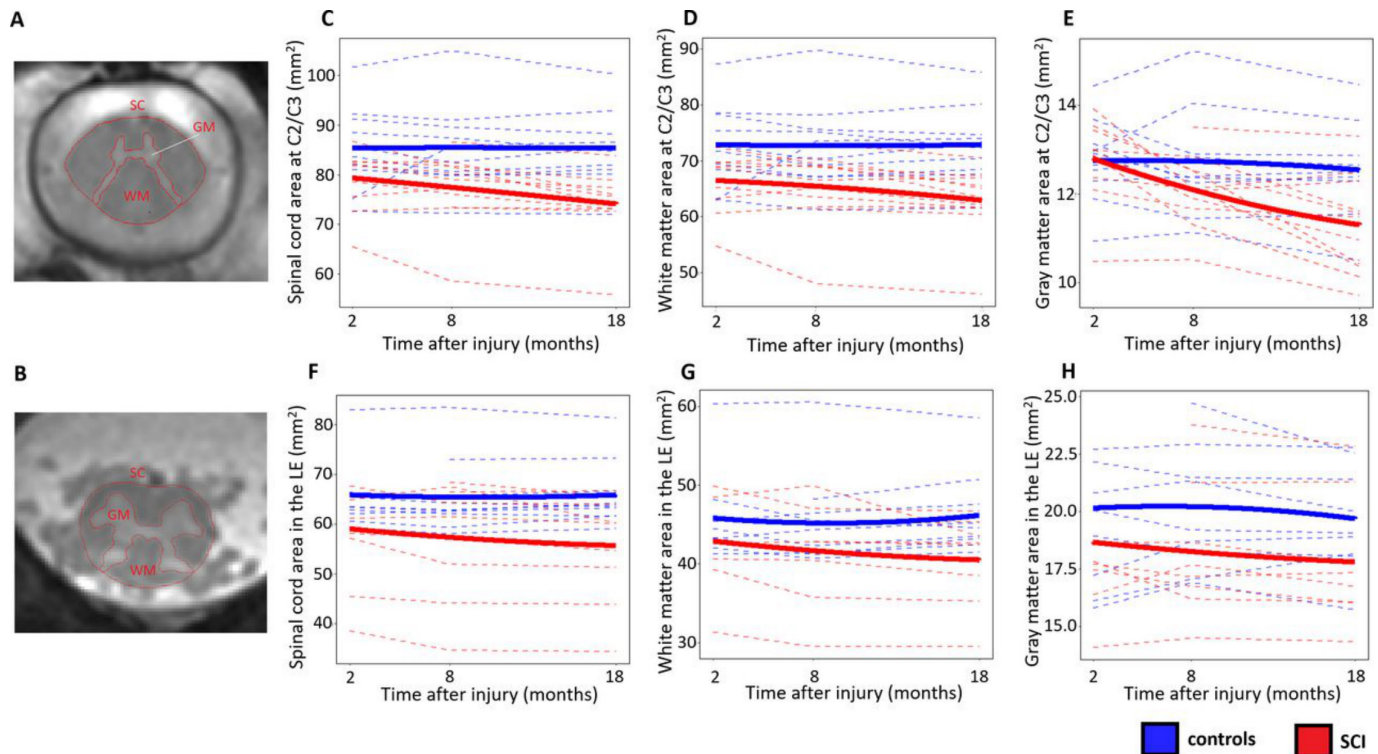 A
SC
GM
WM
C
Spinal cord area at C2/C3 (mm²)
100
90
80
70
60
2
8
18
Time after injury (months)
D
White matter area at C2/C3 (mm²)
90
80
70
60
50
2
8
18
Time after injury (months)
E
Gray matter area at C2/C3 (mm²)
14
12
10
2
8
18
Time after injury (months)
B
SC
GM
WM
F
Spinal cord area in the LE (mm²)
80
70
60
50
40
2
8
18
Time after injury (months)
G
White matter area in the LE (mm²)
60
50
40
30
2
8
18
Time after injury (months)
H
Gray matter area in the LE (mm²)
25.0
22.5
20.0
17.5
15.0
2
8
18
Time after injury (months)
controls
SCI